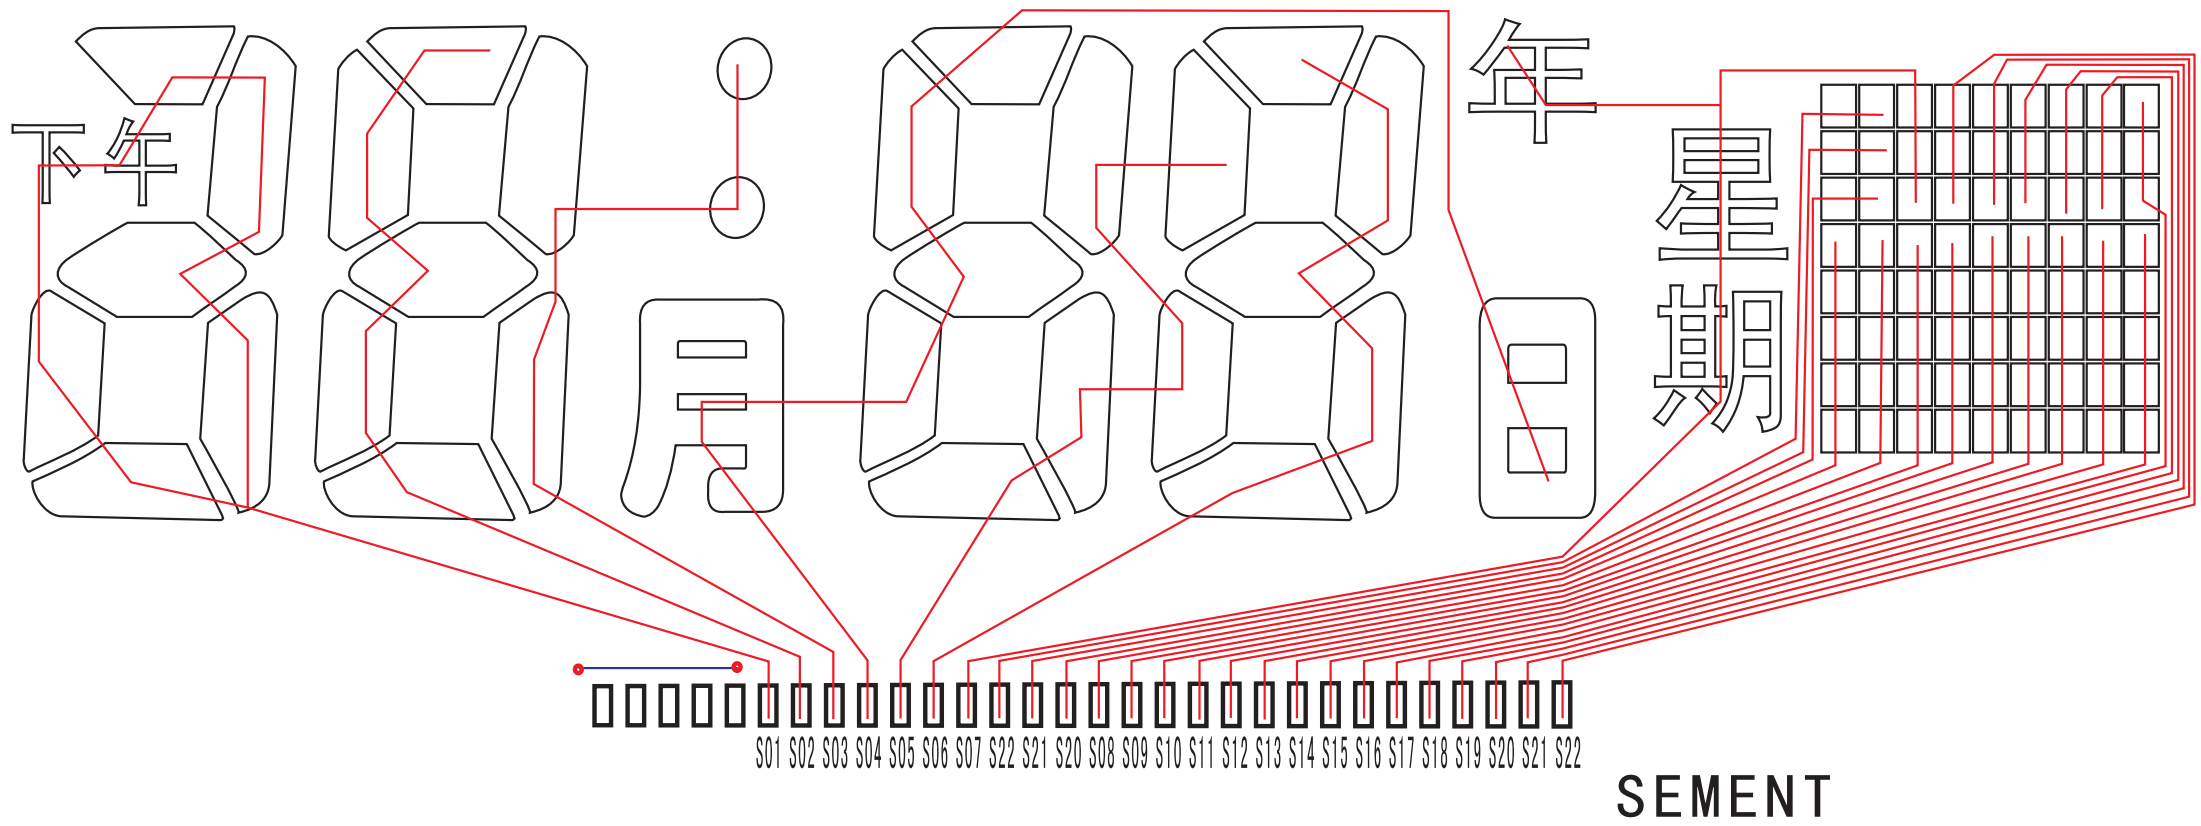 下午
年
月
日
星
期
S01 S02 S03 S04 S05 S06 S07 S22 S21 S20 S08 S09 S10 S11 S12 S13 S14 S15 S16 S17 S18 S19 S20 S21 S22
SEMENT